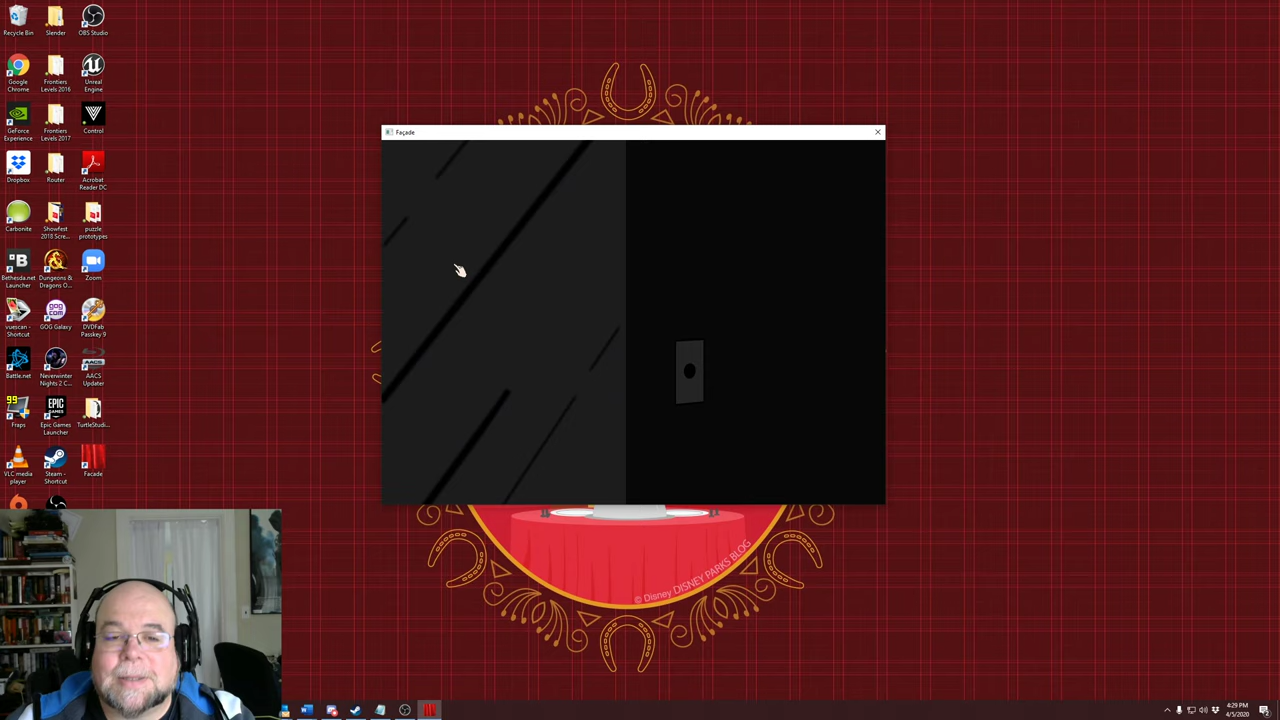 Recycle Bin
Slender
OBS Studio
Google
Chrome
Frontiers
Levels 2016
Unreal
Engine
GeForce
Experience
Frontiers
Levels 2017
Control
Dropbox
Router
Acrobat
Reader DC
Carbonite
Showfest
2018 Scre...
puzzle
prototypes
Bethesda.net
Launcher
Dungeons &
Dragons O...
Zoom
vuescan -
Shortcut
GOG Galaxy
DVDFab
Passkey 9
Battle.net
Neverwinter
Nights 2 C...
AACS
Updater
99
Fraps
EPIC
GAMES
Epic Games
Launcher
TurtleStudi...
VLC media
player
Steam -
Shortcut
Facade
Façade
© Disney DISNEY PARKS BLOG
4:29 PM
4/5/2020